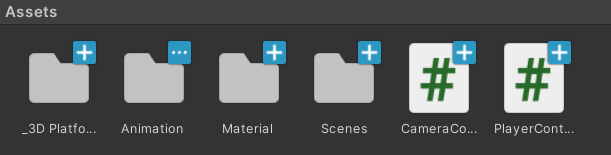 Assets
_3D Platfo...
Animation
Material
Scenes
CameraCo...
PlayerCont...